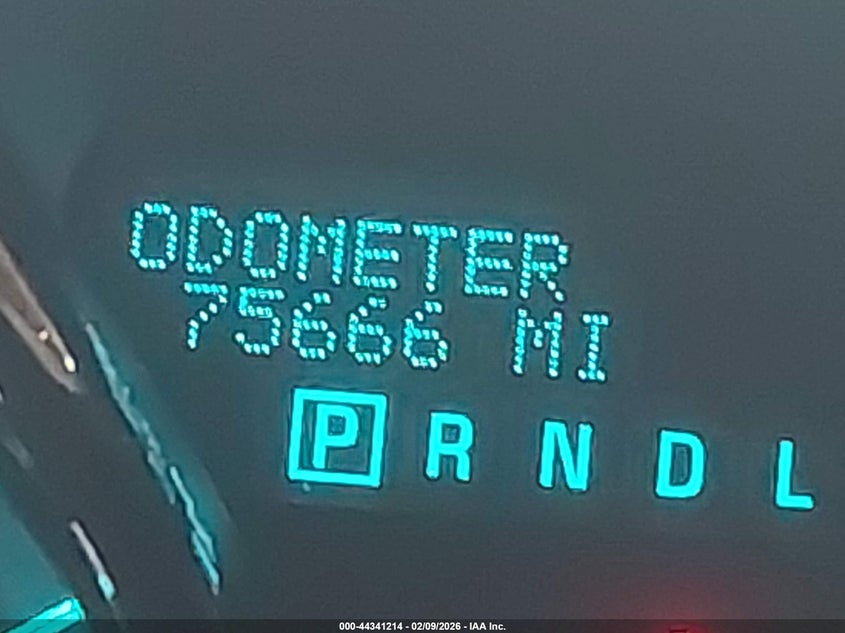 ODOMETER
75666 MI
P R N D L
000-44341214 - 02/09/2026 - IAA Inc.